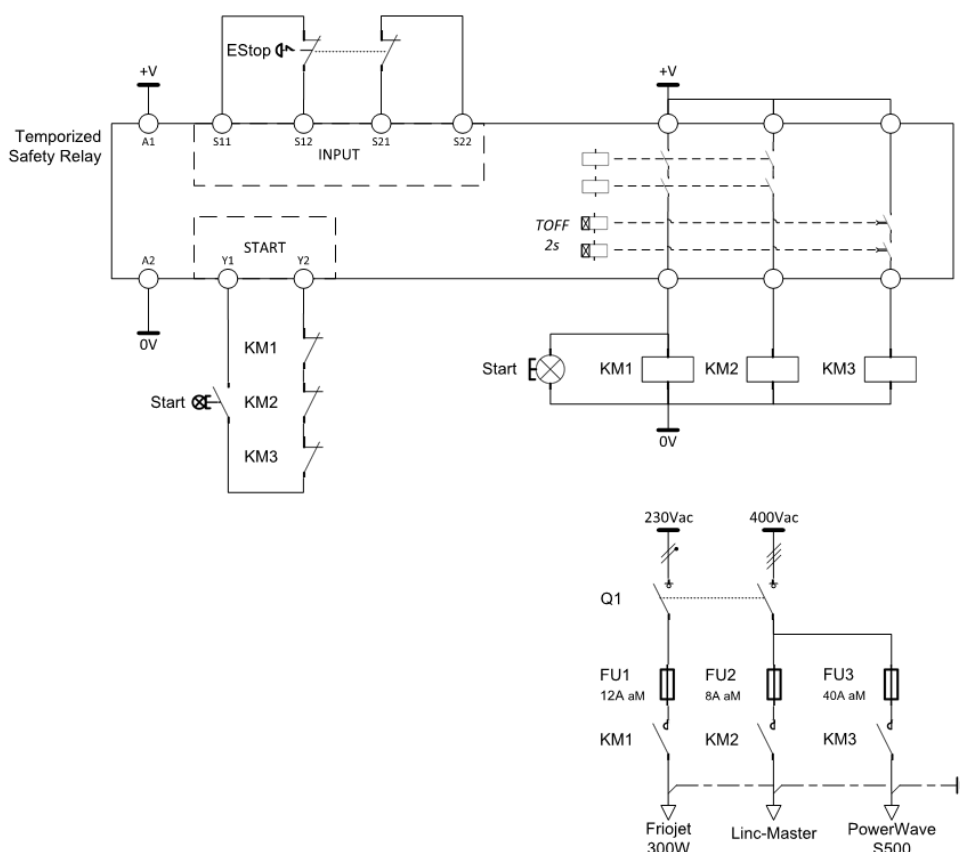 EStop
+V
+V
Temporized
Safety Relay
A1
S11
S12
S21
S22
INPUT
TOFF
2s
START
A2
Y1
Y2
0V
KM1
Start
KM2
KM3
Start
KM1
KM2
KM3
0V
230Vac
400Vac
Q1
FU1
12A aM
FU2
8A aM
FU3
40A aM
KM1
KM2
KM3
Friojet
300W
Linc-Master
PowerWave
S500